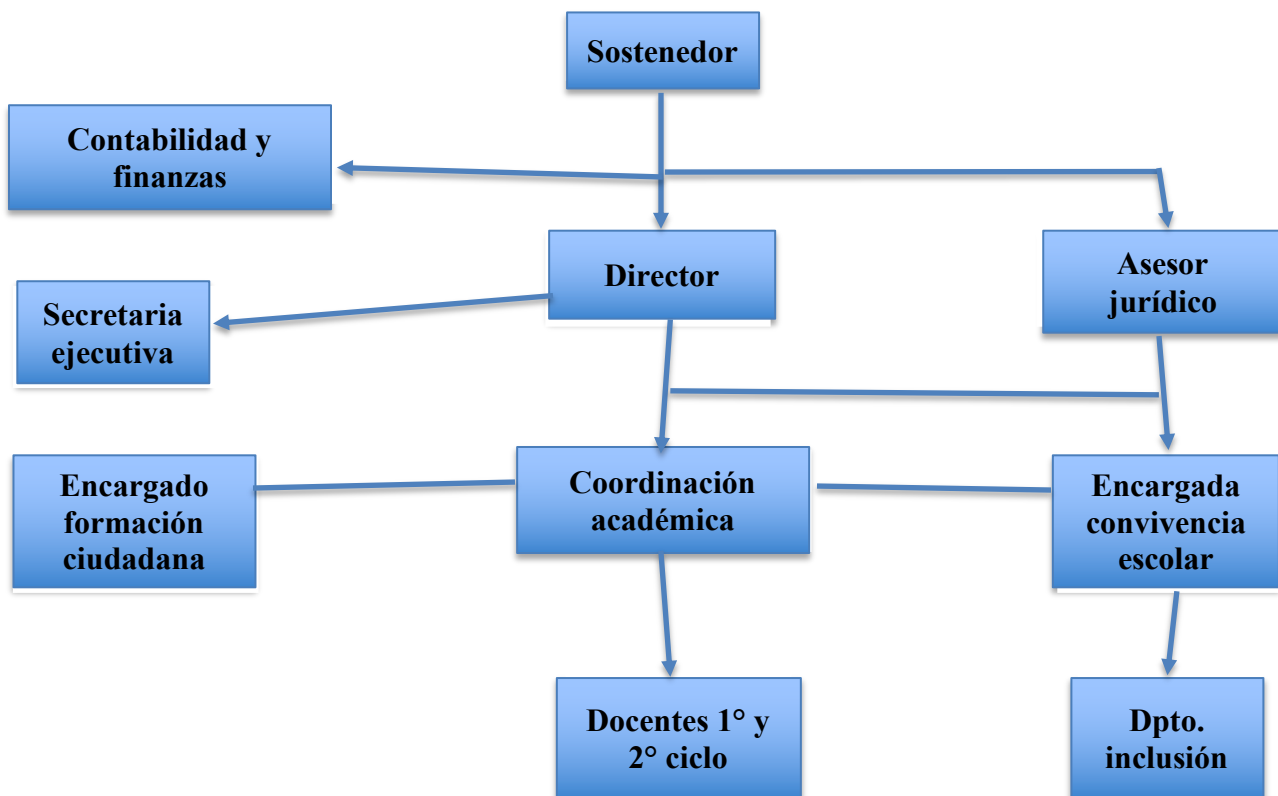 Sostenedor
Contabilidad y
finanzas
Director
Asesor
jurídico
Secretaria
ejecutiva
Encargado
formación
ciudadana
Coordinación
académica
Encargada
convivencia
escolar
Docentes 1° y
2° ciclo
Dpto.
inclusión